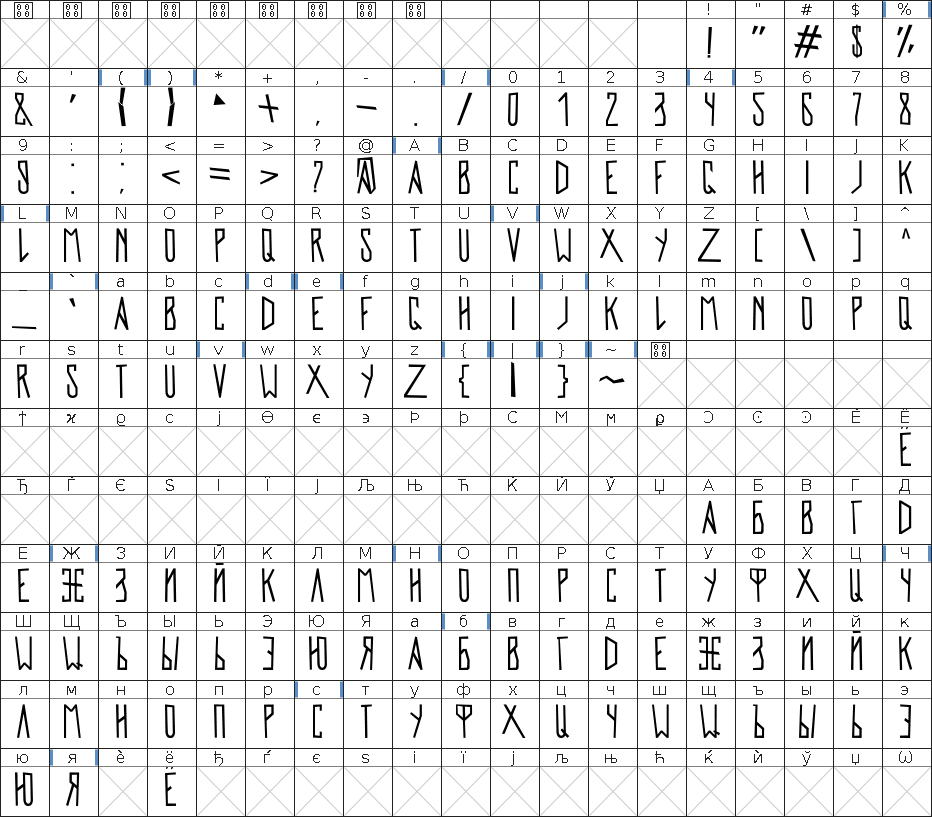 ! " # $ %
! " # $ %
& ' ( ) * + , - . / 0 1 2 3 4 5 6 7 8
& ' ( ) * + , - . / 0 1 2 3 4 5 6 7 8
9 : ; < = > ? @ A B C D E F G H I J K
9 : ; < = > ? @ A B C D E F G H I J K
L M N O P Q R S T U V W X Y Z [ \ ] ^
L M N O P Q R S T U V W X Y Z [ \ ] ^
_ ` a b c d e f g h i j k l m n o p q
_ ` A B C D E F G H I J K L M N O P Q
r s t u v w x y z { | } ~
R S T U V W X Y Z { | } ~
† ϰ ϱ ϲ ϳ ϴ ϵ ϶ Ϸ ϸ Ϲ Ϻ ϻ ϼ Ͻ Ͼ Ͽ Ѐ Ё
Ё
Ђ Ѓ Є Ѕ І Ї Ј Љ Њ Ћ Ќ Ѝ Ў Џ А Б В Г Д
А Б В Г D
Е Ж З И Й К Л М Н О П Р С Т У Ф Х Ц Ч
Е Ж З И Й К Л М Н О П Р С Т У Ф Х Ц Ч
Ш Щ Ъ Ы Ь Э Ю Я а б в г д е ж з и й к
Ш Щ Ъ Ы Ь Э Ю Я А Б В Г D Е Ж З И Й К
л м н о п р с т у ф х ц ч ш щ ъ ы ь э
Л М Н О П Р С Т У Ф Х Ц Ч Ш Щ Ъ Ы Ь Э
ю я ѐ ё ђ ѓ є ѕ і ї ј љ њ ћ ќ ѝ ў џ Ѡ
Ю Я Ё